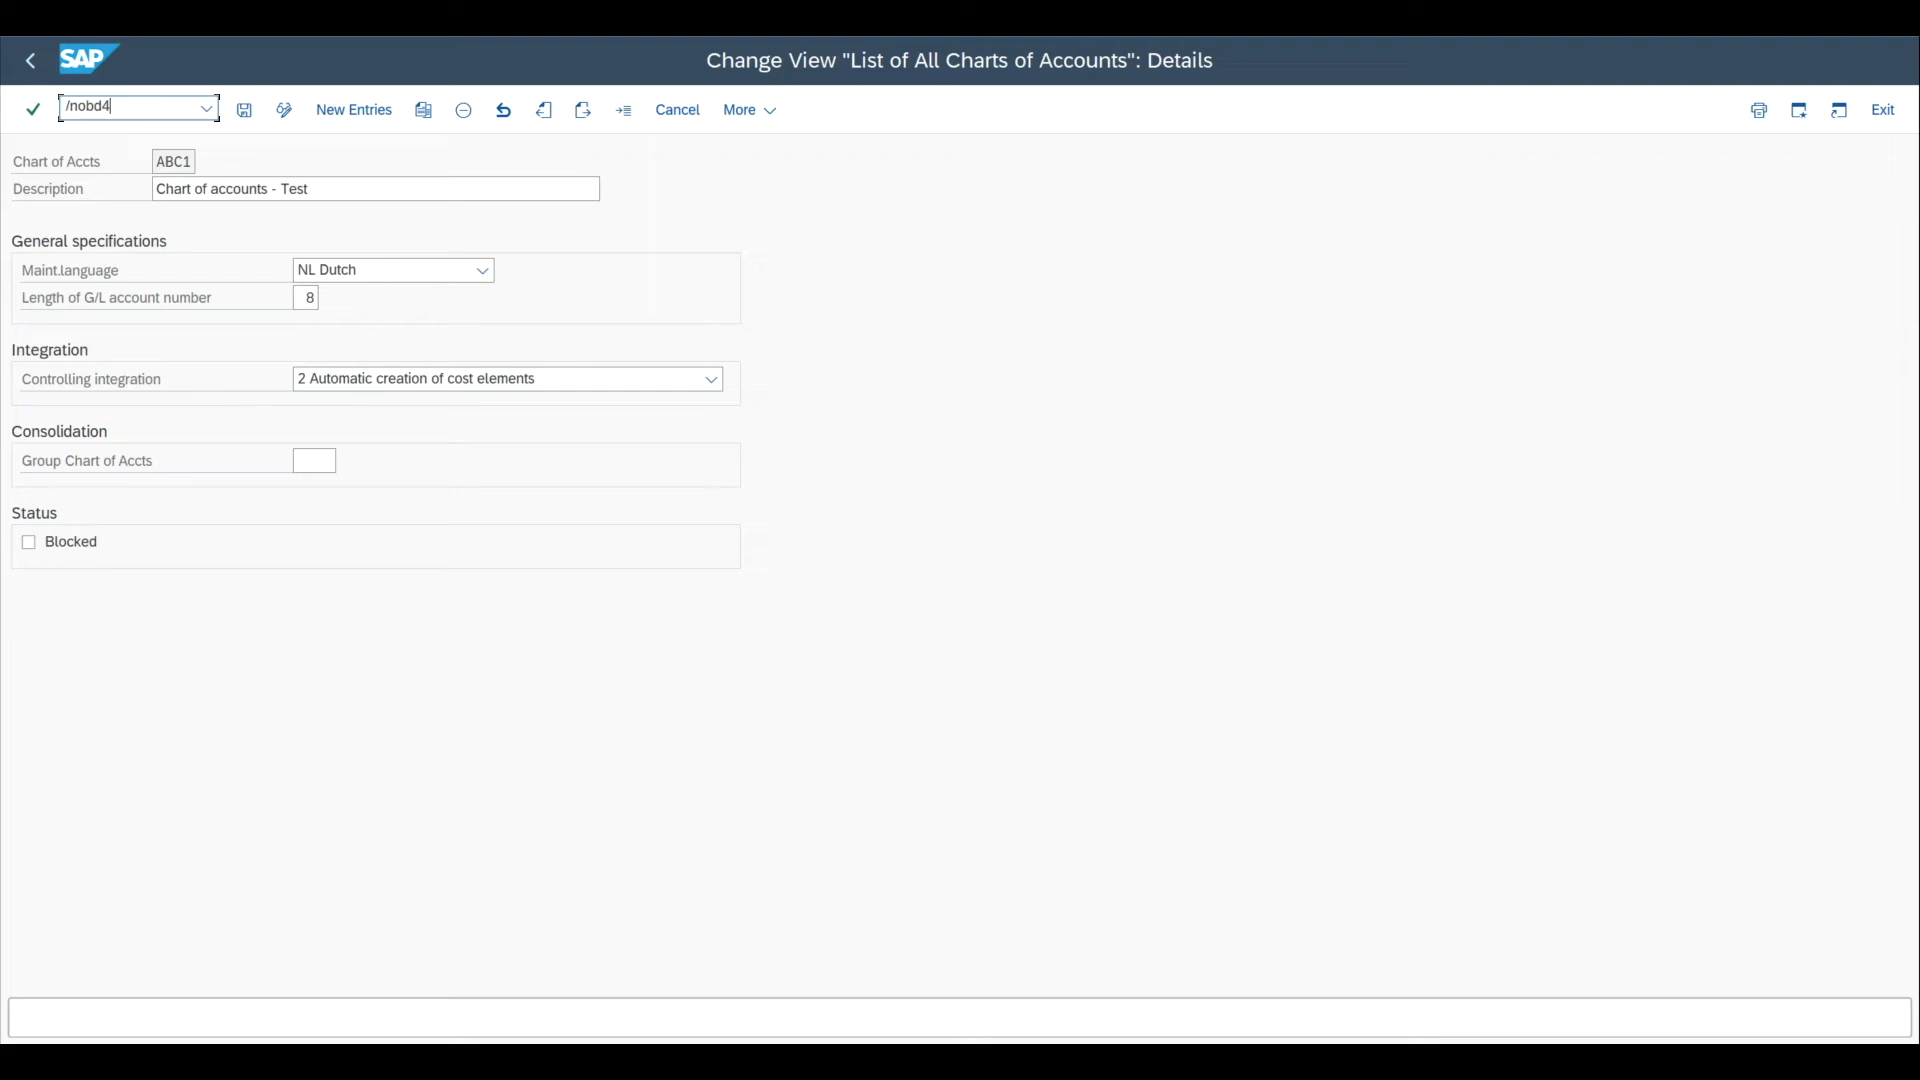 SAP
Change View "List of All Charts of Accounts": Details
/nobd4
New Entries
Cancel
More
Exit
Chart of Accts
ABC1
Description
Chart of accounts - Test
General specifications
Maint.language
NL Dutch
Length of G/L account number
8
Integration
Controlling integration
2 Automatic creation of cost elements
Consolidation
Group Chart of Accts
Status
Blocked